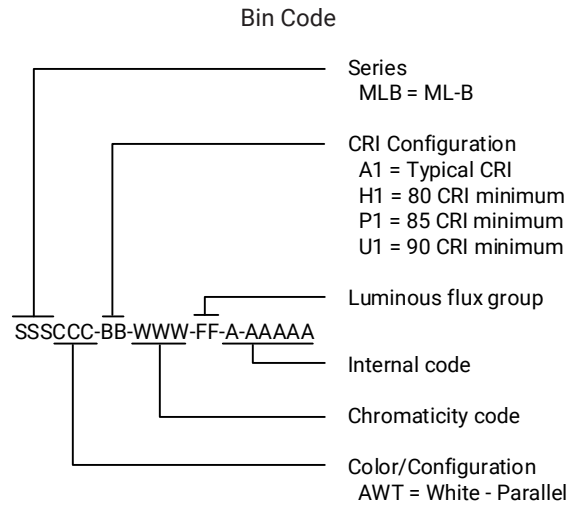 Bin Code
Series
MLB = ML-B
CRI Configuration
A1 = Typical CRI
H1 = 80 CRI minimum
P1 = 85 CRI minimum
U1 = 90 CRI minimum
Luminous flux group
SSSCCC-BB-WWW-FF-A-AAAAA
Internal code
Chromaticity code
Color/Configuration
AWT = White - Parallel